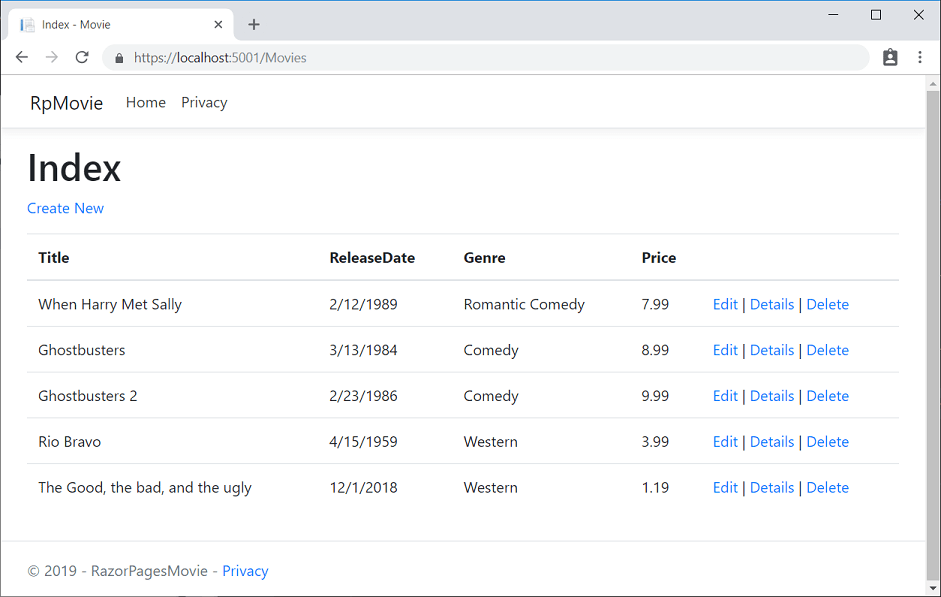 Index - Movie
https://localhost:5001/Movies
RpMovie Home Privacy
Index
Create New
Title ReleaseDate Genre Price
When Harry Met Sally 2/12/1989 Romantic Comedy 7.99 Edit | Details | Delete
Ghostbusters 3/13/1984 Comedy 8.99 Edit | Details | Delete
Ghostbusters 2 2/23/1986 Comedy 9.99 Edit | Details | Delete
Rio Bravo 4/15/1959 Western 3.99 Edit | Details | Delete
The Good, the bad, and the ugly 12/1/2018 Western 1.19 Edit | Details | Delete
© 2019 - RazorPagesMovie - Privacy